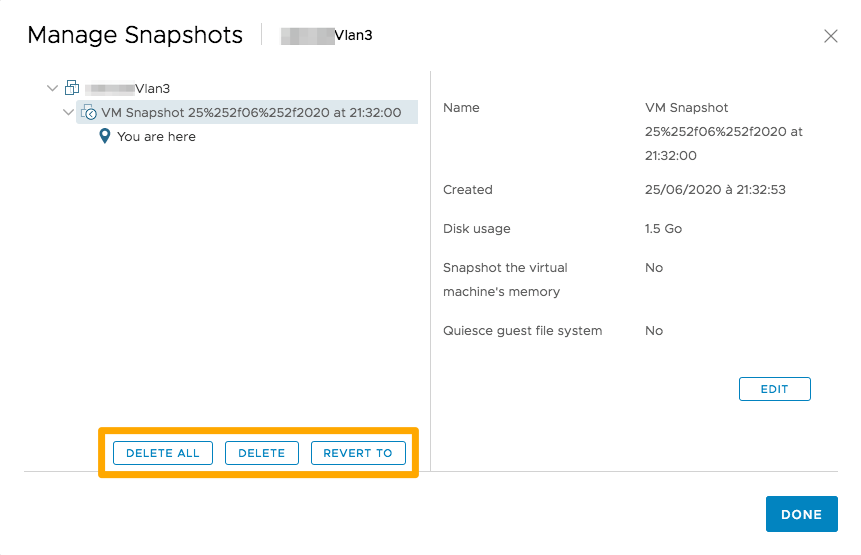 Manage Snapshots Vlan3
Vlan3
VM Snapshot 25%252f06%252f2020 at 21:32:00
You are here
Name VM Snapshot
25%252f06%252f2020 at
21:32:00
Created 25/06/2020 à 21:32:53
Disk usage 1.5 Go
Snapshot the virtual No
machine's memory
Quiesce guest file system No
EDIT
DELETE ALL DELETE REVERT TO
DONE